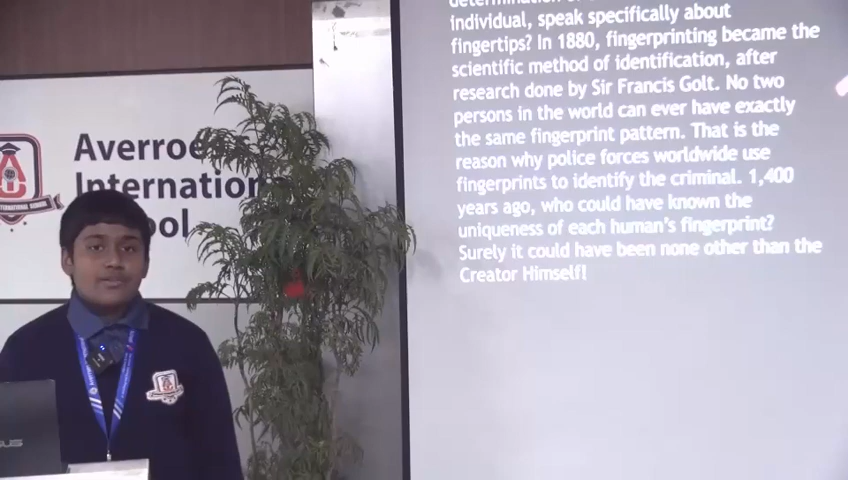 determination of
individual, speak specifically about
fingertips? In 1880, fingerprinting became the
scientific method of identification, after
research done by Sir Francis Golt. No two
persons in the world can ever have exactly
the same fingerprint pattern. That is the
reason why police forces worldwide use
fingerprints to identify the criminal. 1,400
years ago, who could have known the
uniqueness of each human's fingerprint?
Surely it could have been none other than the
Creator Himself!
Averroe
International
ool